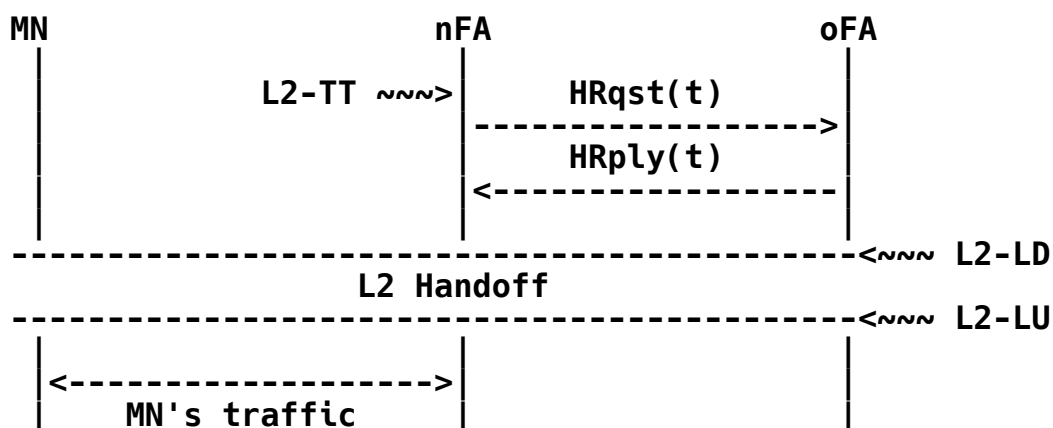 MN nFA oFA
L2-TT ~~~> HRqst(t)
------------------>
HRply(t)
<------------------
------------------------------------------<~~~ L2-LD
L2 Handoff
------------------------------------------<~~~ L2-LU
<------------------->
MN's traffic